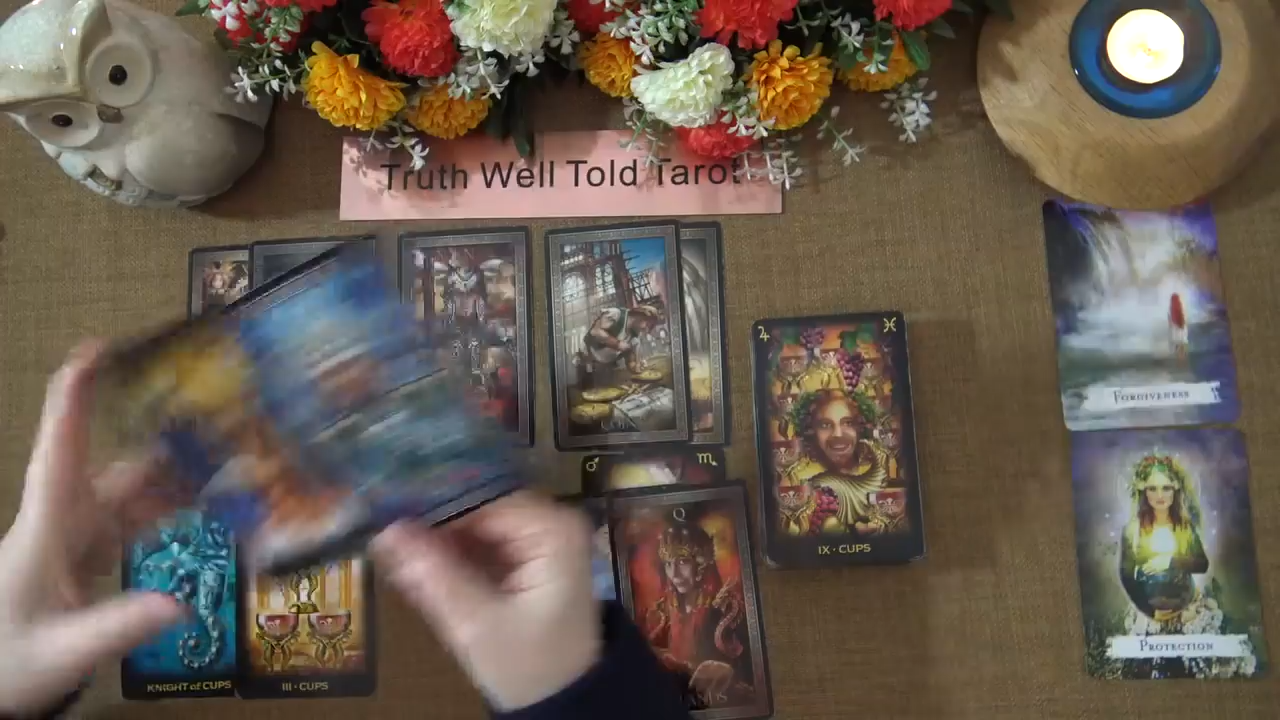 Truth Well Told Tarot
FORGIVENESS
IX · CUPS
Q
PROTECTION
KNIGHT of CUPS
III · CUPS